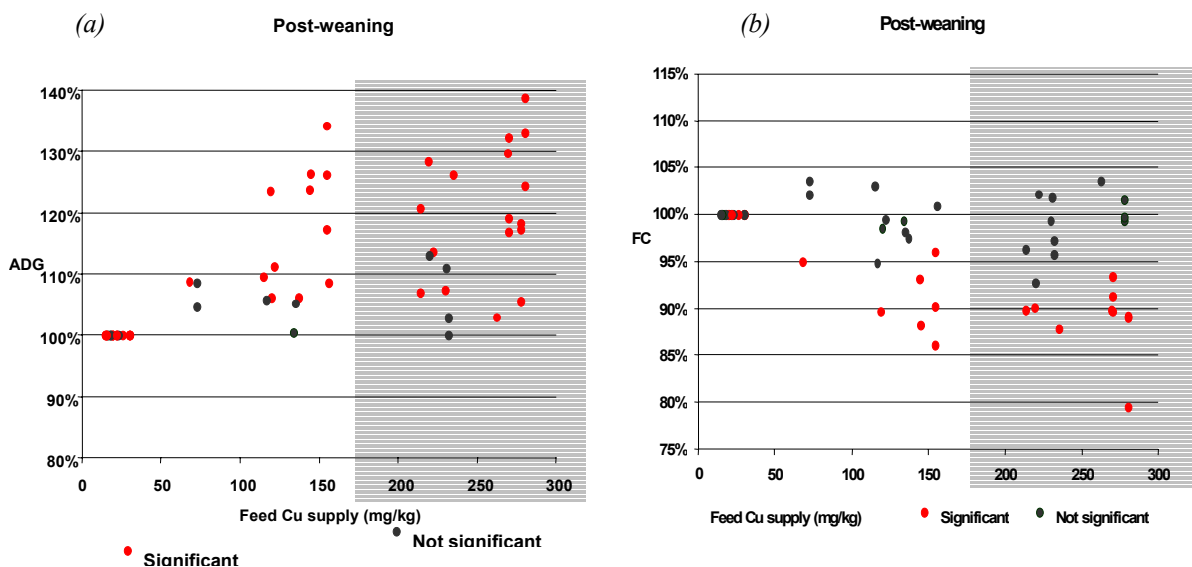 (a)
Post-weaning
140%
130%
120%
ADG
110%
100%
90%
80%
0
50
100
150
200
250
300
Feed Cu supply (mg/kg)
Significant
Not significant
(b)
Post-weaning
115%
110%
105%
100%
FC
95%
90%
85%
80%
75%
0
50
100
150
200
250
300
Feed Cu supply (mg/kg)
Significant
Not significant